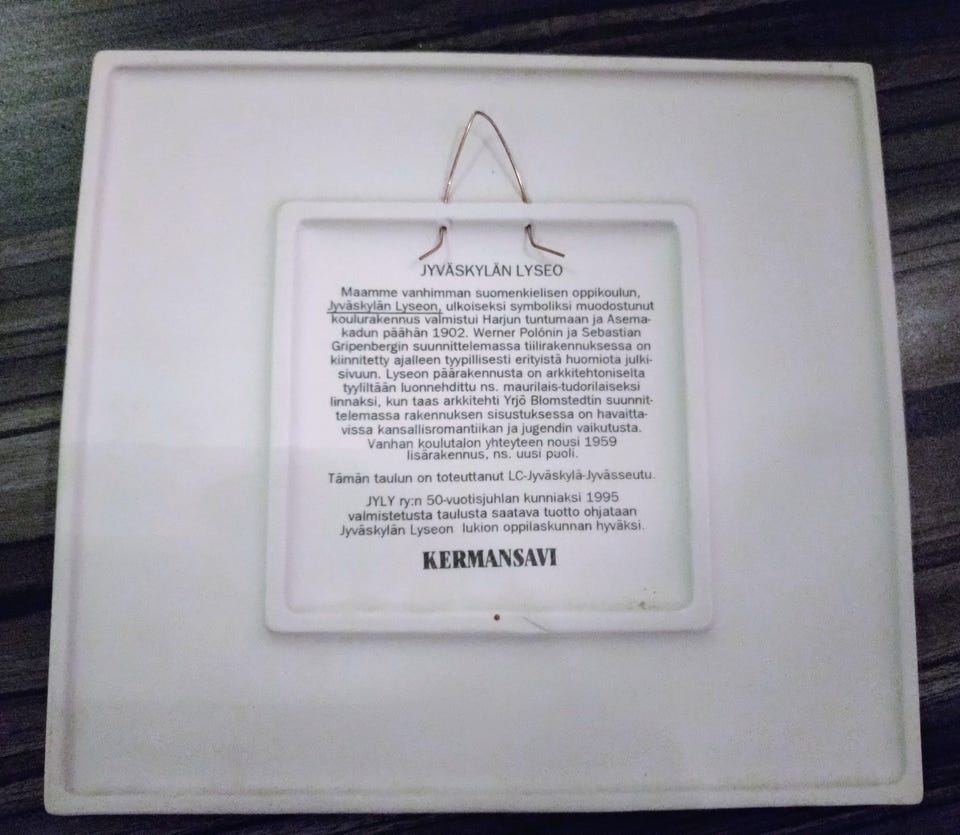 JYVÄSKYLÄN LYSEO
Maamme vanhimman suomenkielisen oppikoulun,
Jyväskylän Lyseon, ulkoiseksi symboliksi muodostunut
koulurakennus valmistui Harjun tuntumaan ja Asema-
kadun päähän 1902. Werner Polónin ja Sebastian
Gripenbergin suunnittelemassa tiilirakennuksessa on
kiinnitetty ajalleen tyypillisesti erityistä huomiota julki-
sivuun. Lyseon päärakennusta on arkkitehtoniselta
tyyliltään luonnehdittu ns. maurilais-tudorilaiseksi
linnaksi, kun taas arkkitehti Yrjö Blomstedtin suunnit-
telemassa rakennuksen sisustuksessa on havaitta-
vissa kansallisromantiikan ja jugendin vaikutusta.
Vanhan koulutalon yhteyteen nousi 1959
lisärakennus, ns. uusi puoli.
Tämän taulun on toteuttanut LC-Jyväskylä-Jyvässeutu.
JYLY ry:n 50-vuotisjuhlan kunniaksi 1995
valmistetusta taulusta saatava tuotto ohjataan
Jyväskylän Lyseon lukion oppilaskunnan hyväksi.
KERMANSAVI